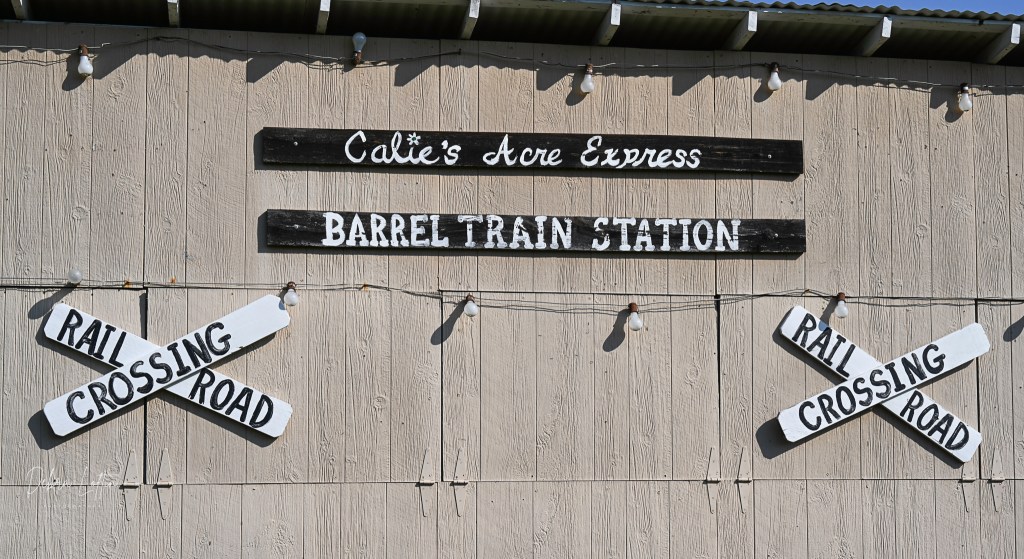 Calie's Acre Express
BARREL TRAIN STATION
RAIL ROAD
CROSSING
RAIL ROAD
CROSSING